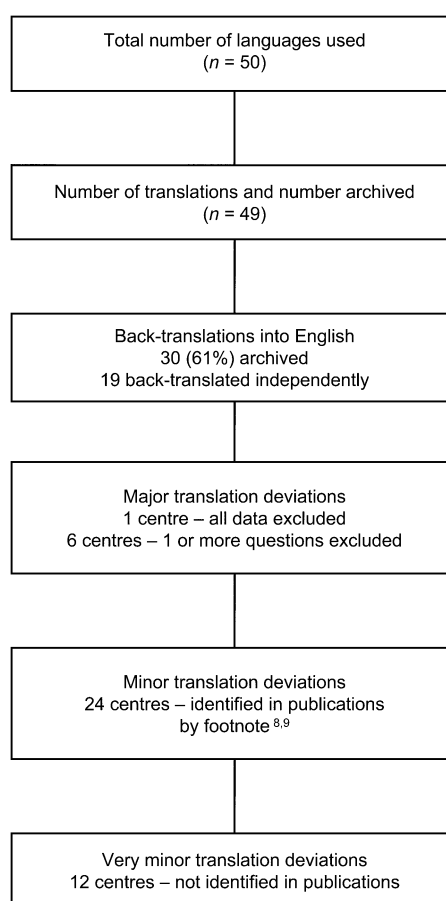 Total number of languages used
(n = 50)
Number of translations and number archived
(n = 49)
Back-translations into English
30 (61%) archived
19 back-translated independently
Major translation deviations
1 centre – all data excluded
6 centres – 1 or more questions excluded
Minor translation deviations
24 centres – identified in publications
by footnote 8,9
Very minor translation deviations
12 centres – not identified in publications